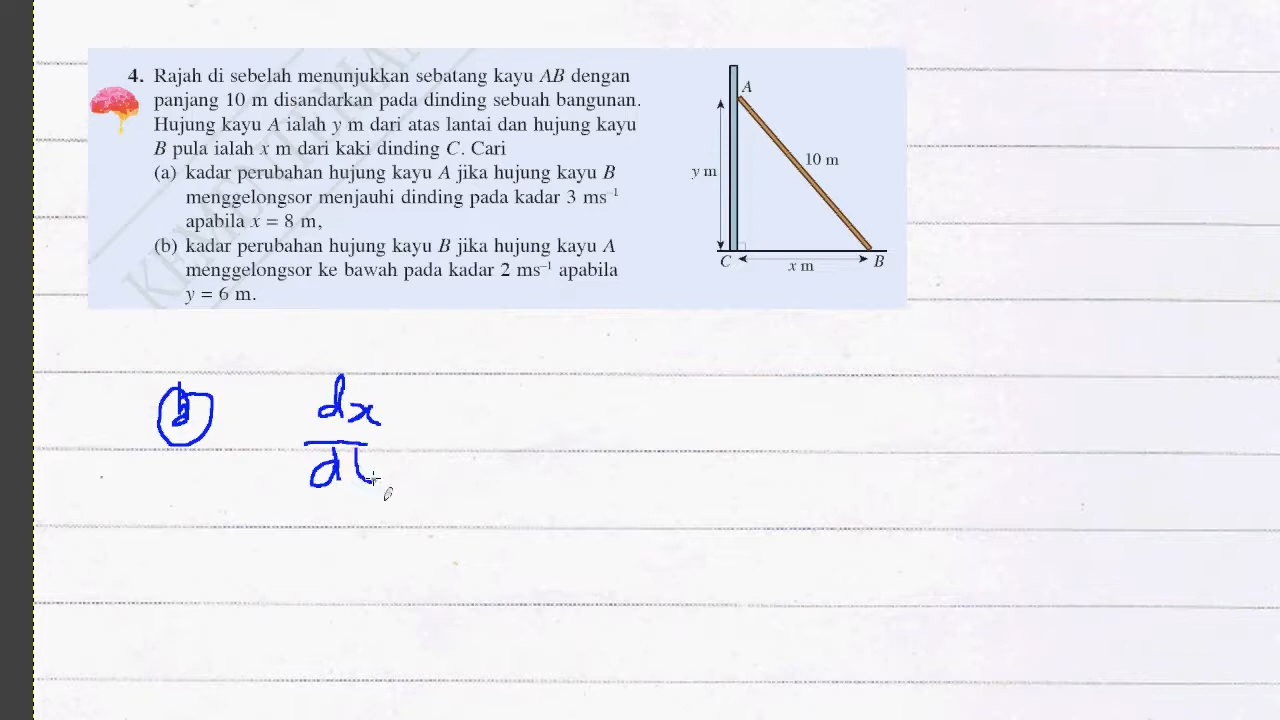 4. Rajah di sebelah menunjukkan sebatang kayu AB dengan
panjang 10 m disandarkan pada dinding sebuah bangunan.
Hujung kayu A ialah y m dari atas lantai dan hujung kayu
B pula ialah x m dari kaki dinding C. Cari
(a) kadar perubahan hujung kayu A jika hujung kayu B
menggelongsor menjauhi dinding pada kadar 3 ms⁻¹
apabila x = 8 m,
(b) kadar perubahan hujung kayu B jika hujung kayu A
menggelongsor ke bawah pada kadar 2 ms⁻¹ apabila
y = 6 m.
A
10 m
y m
C
x m
B
b
dx
d